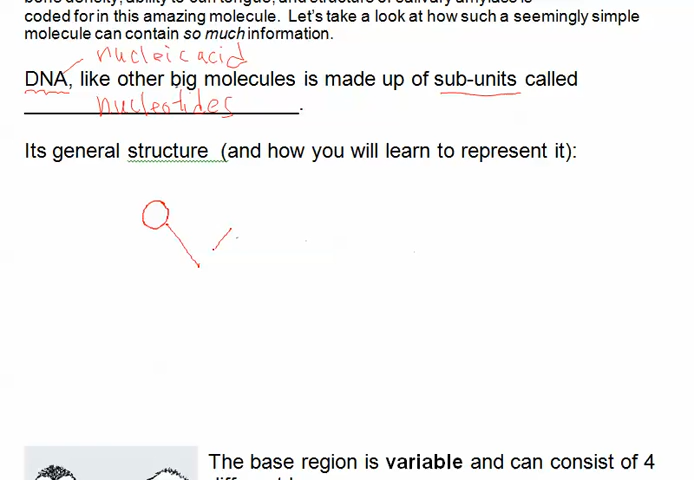 coded for in this amazing molecule.  Let's take a look at how such a seemingly simple
molecule can contain so much information.
nucleic acid
DNA, like other big molecules is made up of sub-units called
nucleotides
____________________________.
Its general structure  (and how you will learn to represent it):
The base region is variable and can consist of 4